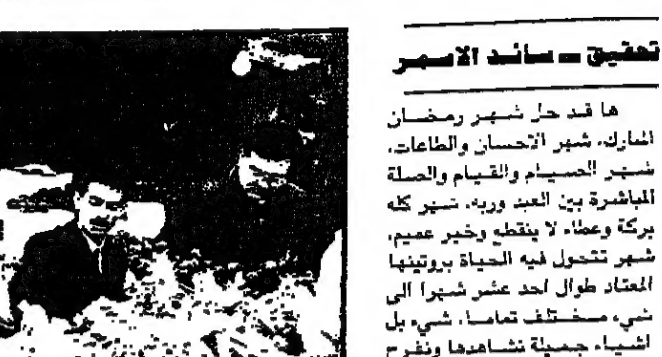 تحقيق ـ سائد الاسمر
ها قد حل شهر رمضان
المبارك، شهر الاحسان والطاعات،
شهر الصيام والقيام والصلة
المباشرة بين العبد وربه، شهر كله
بركة وعطاء لا ينقطع وخير عميم،
شهر تتحول فيه الحياة بروتينها
المعتاد طوال احد عشر شهرا الى
شيء مختلف تماما، شيء بل
اشياء جميلة نشاهدها ونفرح